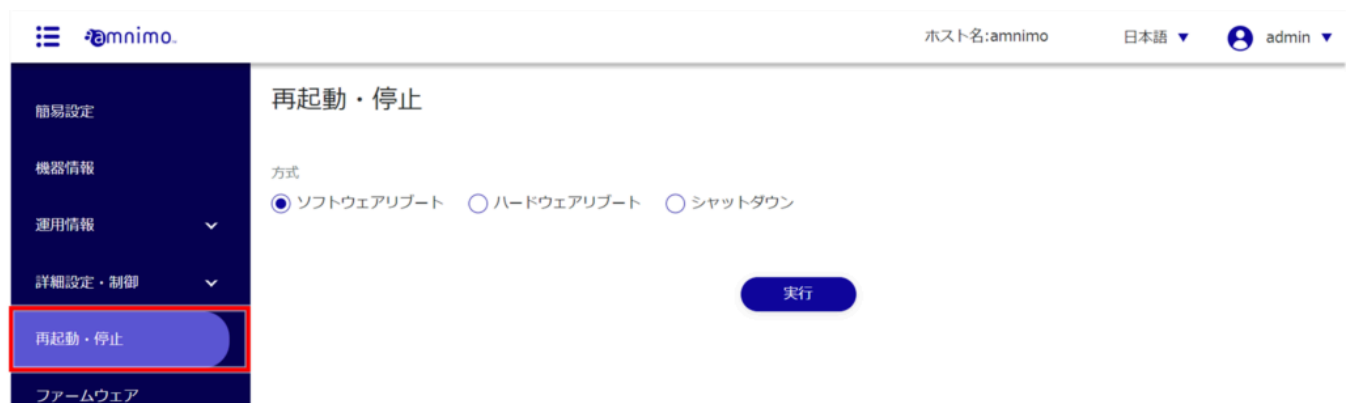 amnimo
ホスト名:amnimo
日本語
admin
簡易設定
機器情報
運用情報
詳細設定・制御
再起動・停止
ファームウェア
再起動・停止
方式
ソフトウェアリブート ハードウェアリブート シャットダウン
実行